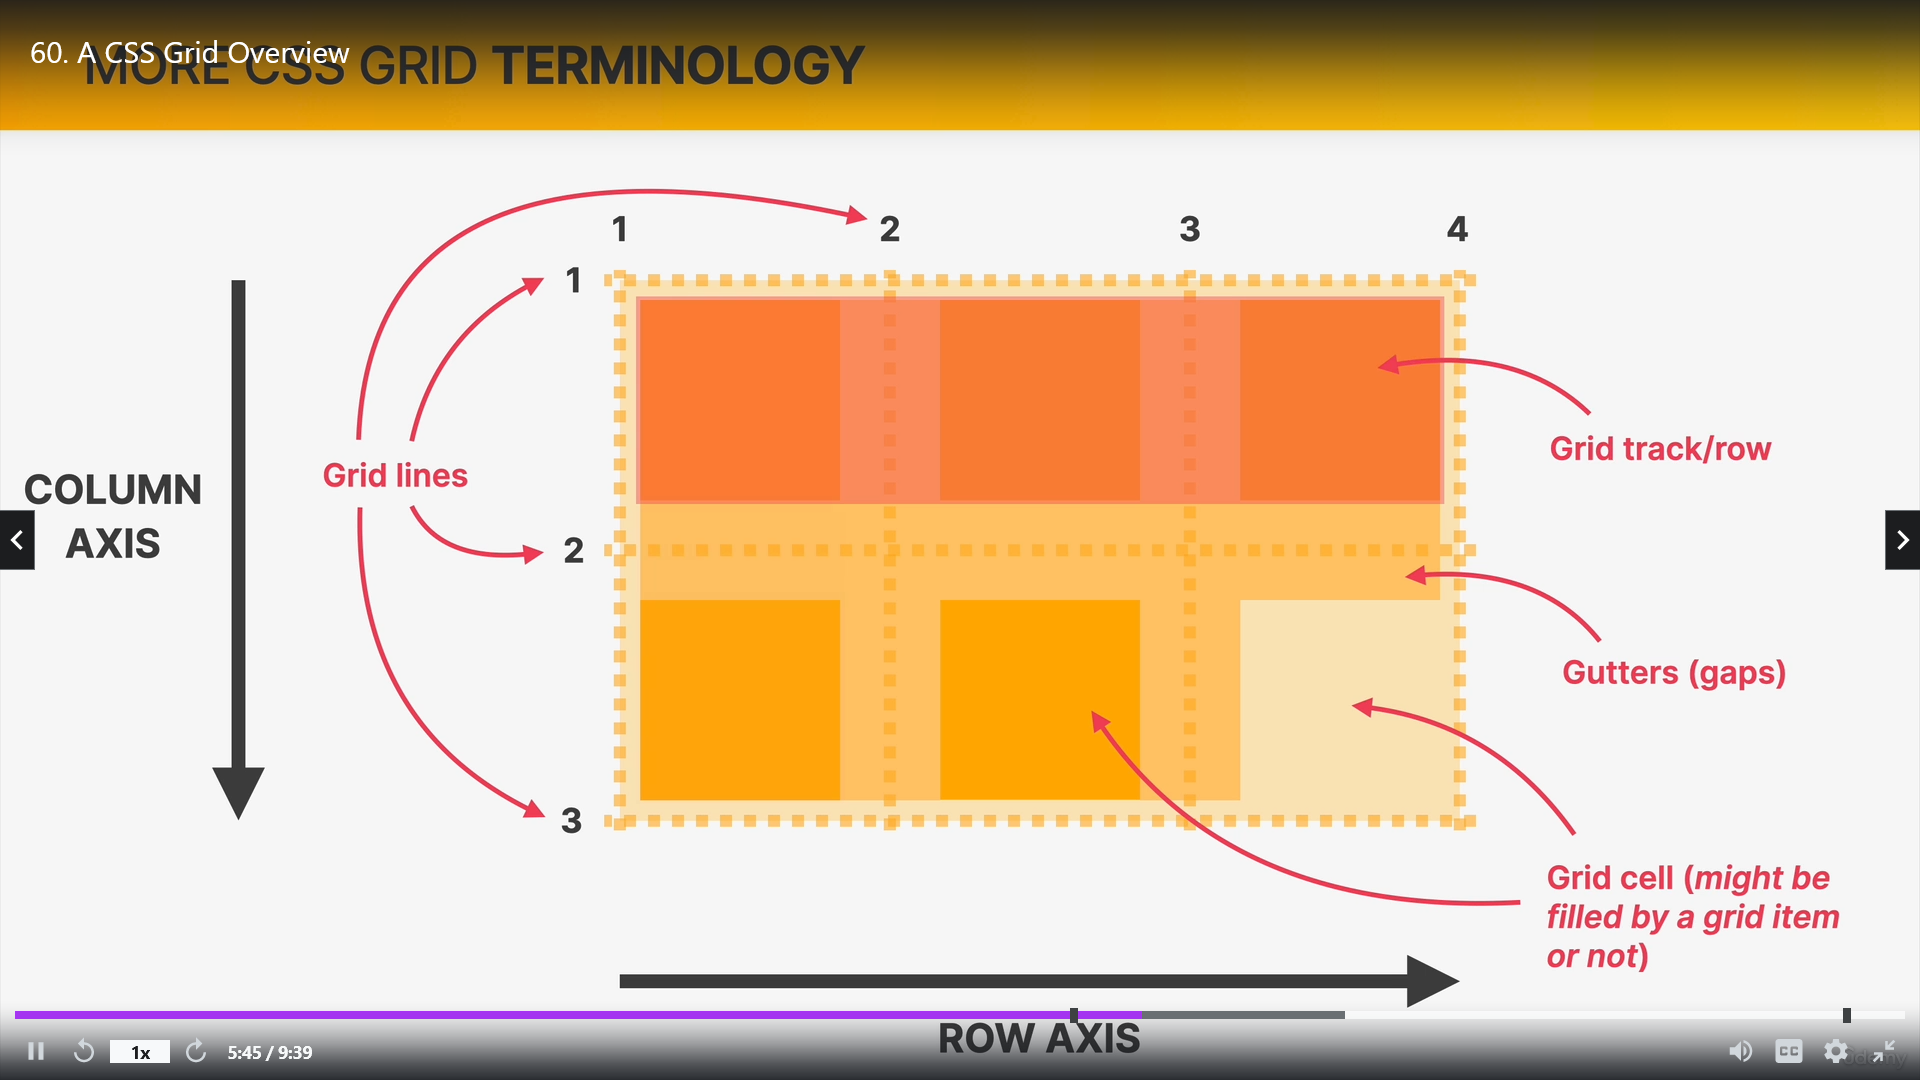 60. A CSS Grid Overview
MORE CSS GRID TERMINOLOGY
1 2 3 4
1
2
3
COLUMN
AXIS
Grid lines
Grid track/row
Gutters (gaps)
Grid cell (might be
filled by a grid item
or not)
ROW AXIS
1x
5:45 / 9:39
CC
udemy